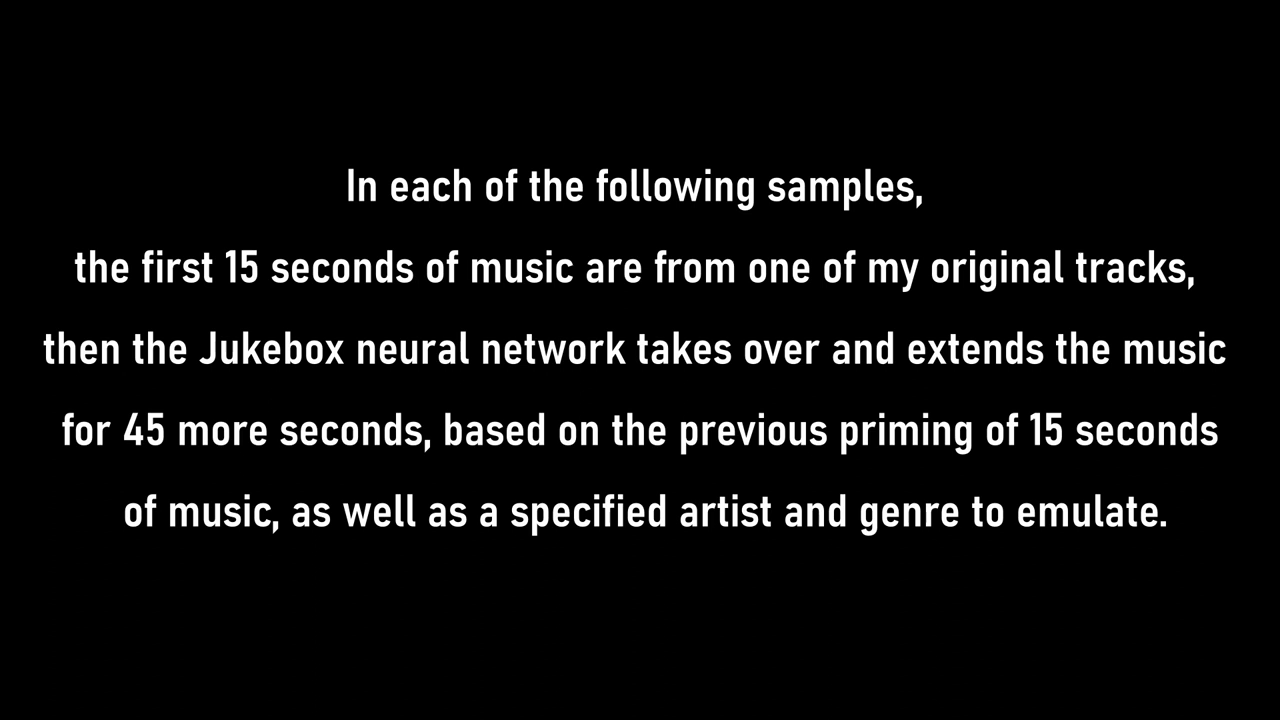 In each of the following samples,
the first 15 seconds of music are from one of my original tracks,
then the Jukebox neural network takes over and extends the music
for 45 more seconds, based on the previous priming of 15 seconds
of music, as well as a specified artist and genre to emulate.